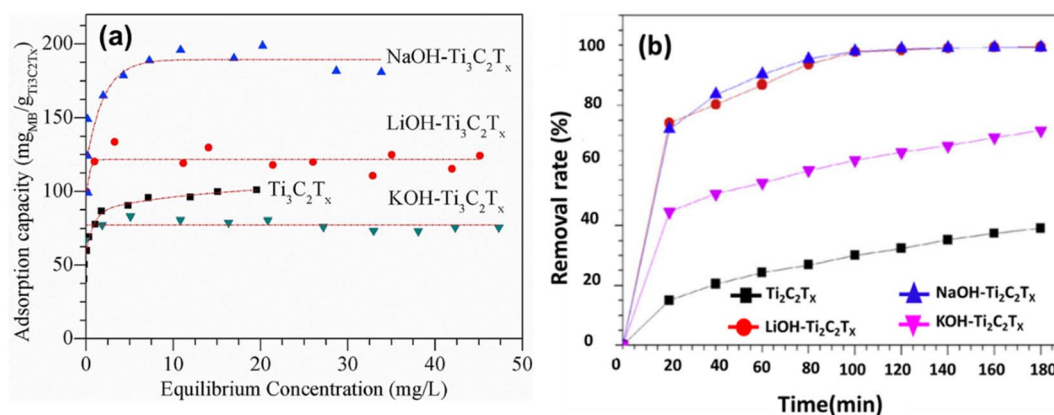 (a)
Adsorption capacity (mg_MB/g_Ti3C2Tx)
200
150
100
50
0
NaOH-Ti₃C₂Tₓ
LiOH-Ti₃C₂Tₓ
Ti₃C₂Tₓ
KOH-Ti₃C₂Tₓ
0 10 20 30 40 50
Equilibrium Concentration (mg/L)
(b)
Removal rate (%)
100
80
60
40
20
0
Ti₂C₂Tₓ NaOH-Ti₂C₂Tₓ
LiOH-Ti₂C₂Tₓ KOH-Ti₂C₂Tₓ
0 20 40 60 80 100 120 140 160 180
Time(min)